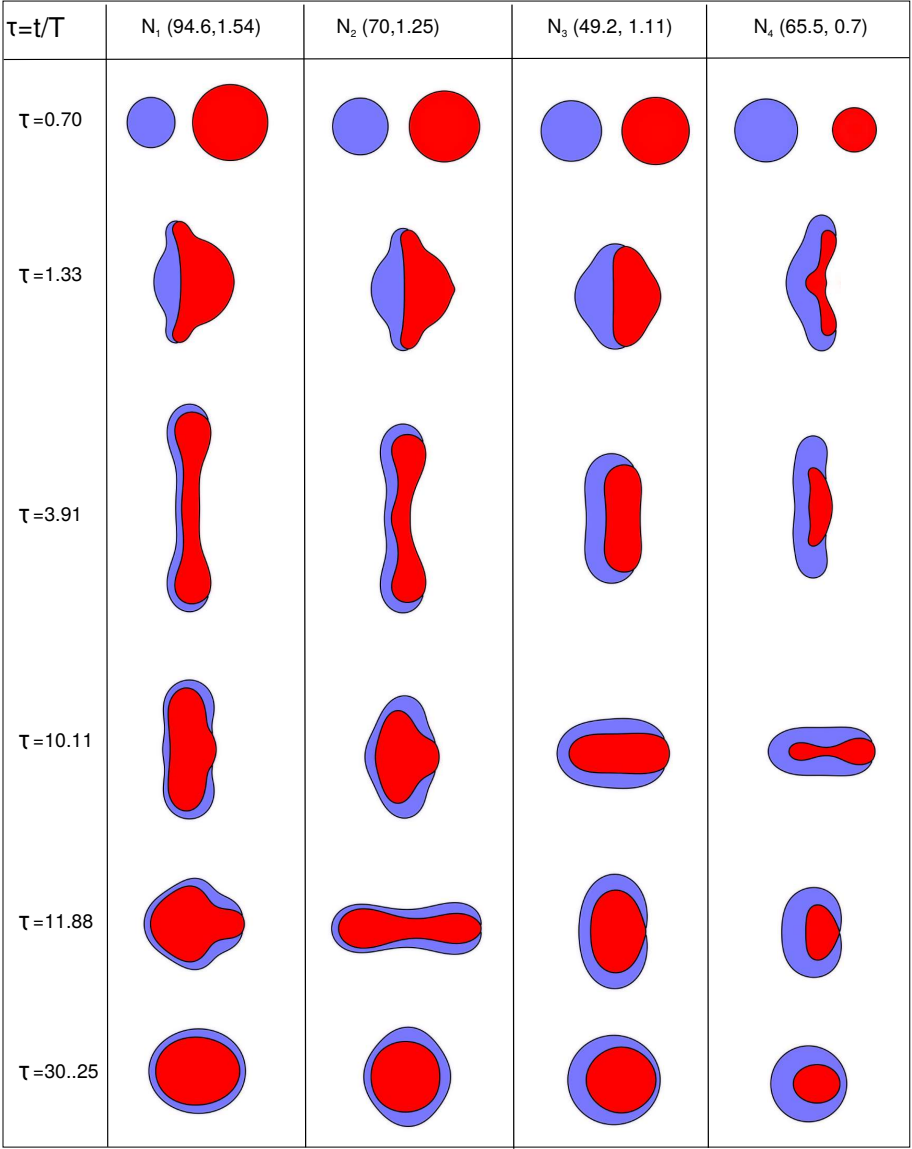 τ=t/T N₁ (94.6,1.54) N₂ (70,1.25) N₃ (49.2, 1.11) N₄ (65.5, 0.7)
τ=0.70
τ=1.33
τ=3.91
τ=10.11
τ=11.88
τ=30..25